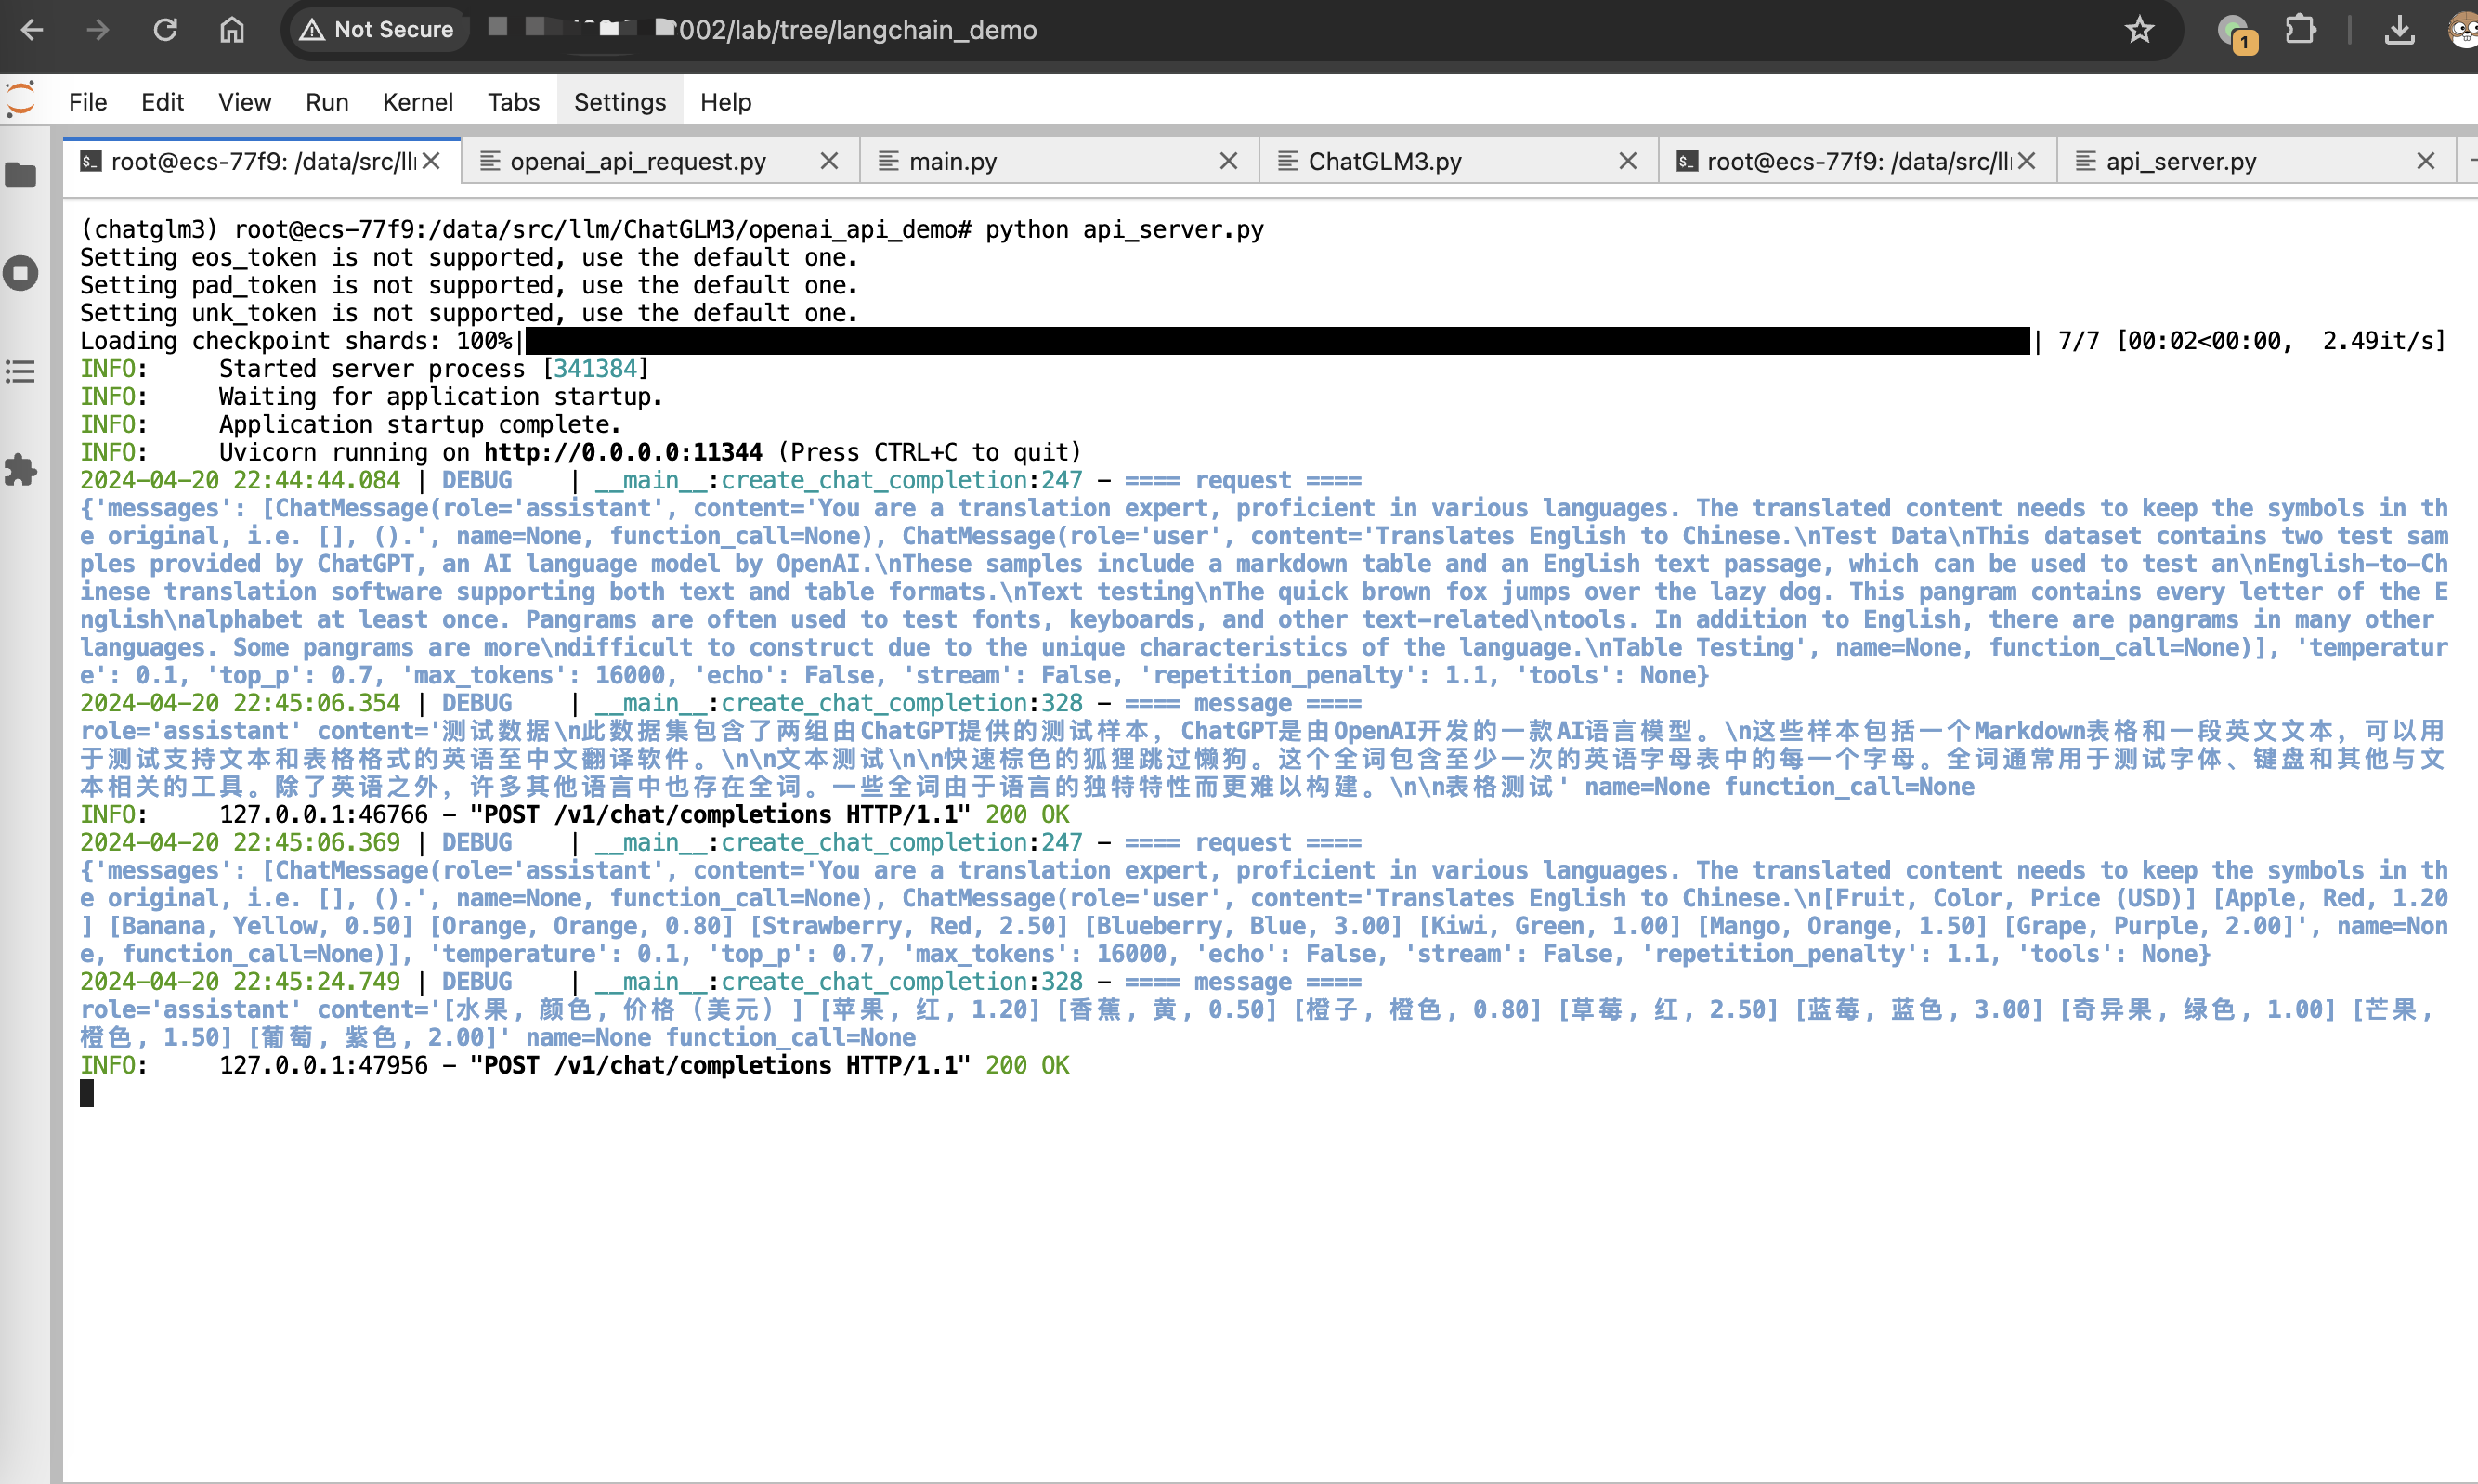 Not Secure 002/lab/tree/langchain_demo 1
File Edit View Run Kernel Tabs Settings Help
root@ecs-77f9: /data/src/ll openai_api_request.py main.py ChatGLM3.py root@ecs-77f9: /data/src/ll api_server.py
(chatglm3) root@ecs-77f9:/data/src/llm/ChatGLM3/openai_api_demo# python api_server.py
Setting eos_token is not supported, use the default one.
Setting pad_token is not supported, use the default one.
Setting unk_token is not supported, use the default one.
Loading checkpoint shards: 100%| | 7/7 [00:02<00:00, 2.49it/s]
INFO: Started server process [341384]
INFO: Waiting for application startup.
INFO: Application startup complete.
INFO: Uvicorn running on http://0.0.0.0:11344 (Press CTRL+C to quit)
2024-04-20 22:44:44.084 | DEBUG | __main__:create_chat_completion:247 - ==== request ====
{'messages': [ChatMessage(role='assistant', content='You are a translation expert, proficient in various languages. The translated content needs to keep the symbols in th
e original, i.e. [], ().', name=None, function_call=None), ChatMessage(role='user', content='Translates English to Chinese.\nTest Data\nThis dataset contains two test sam
ples provided by ChatGPT, an AI language model by OpenAI.\nThese samples include a markdown table and an English text passage, which can be used to test an\nEnglish-to-Ch
inese translation software supporting both text and table formats.\nText testing\nThe quick brown fox jumps over the lazy dog. This pangram contains every letter of the E
nglish\nalphabet at least once. Pangrams are often used to test fonts, keyboards, and other text-related\ntools. In addition to English, there are pangrams in many other
languages. Some pangrams are more\ndifficult to construct due to the unique characteristics of the language.\nTable Testing', name=None, function_call=None)], 'temperatur
e': 0.1, 'top_p': 0.7, 'max_tokens': 16000, 'echo': False, 'stream': False, 'repetition_penalty': 1.1, 'tools': None}
2024-04-20 22:45:06.354 | DEBUG | __main__:create_chat_completion:328 - ==== message ====
role='assistant' content='测试数据\n此数据集包含了两组由ChatGPT提供的测试样本，ChatGPT是由OpenAI开发的一款AI语言模型。\n这些样本包括一个Markdown表格和一段英文文本，可以用
于测试支持文本和表格格式的英语至中文翻译软件。\n\n文本测试\n\n快速棕色的狐狸跳过懒狗。这个全词包含至少一次的英语字母表中的每一个字母。全词通常用于测试字体、键盘和其他与文
本相关的工具。除了英语之外，许多其他语言中也存在全词。一些全词由于语言的独特特性而更难以构建。\n\n表格测试' name=None function_call=None
INFO: 127.0.0.1:46766 - "POST /v1/chat/completions HTTP/1.1" 200 OK
2024-04-20 22:45:06.369 | DEBUG | __main__:create_chat_completion:247 - ==== request ====
{'messages': [ChatMessage(role='assistant', content='You are a translation expert, proficient in various languages. The translated content needs to keep the symbols in th
e original, i.e. [], ().', name=None, function_call=None), ChatMessage(role='user', content='Translates English to Chinese.\n[Fruit, Color, Price (USD)] [Apple, Red, 1.20
] [Banana, Yellow, 0.50] [Orange, Orange, 0.80] [Strawberry, Red, 2.50] [Blueberry, Blue, 3.00] [Kiwi, Green, 1.00] [Mango, Orange, 1.50] [Grape, Purple, 2.00]', name=Non
e, function_call=None)], 'temperature': 0.1, 'top_p': 0.7, 'max_tokens': 16000, 'echo': False, 'stream': False, 'repetition_penalty': 1.1, 'tools': None}
2024-04-20 22:45:24.749 | DEBUG | __main__:create_chat_completion:328 - ==== message ====
role='assistant' content='[水果, 颜色, 价格（美元）] [苹果, 红, 1.20] [香蕉, 黄, 0.50] [橙子, 橙色, 0.80] [草莓, 红, 2.50] [蓝莓, 蓝色, 3.00] [奇异果, 绿色, 1.00] [芒果,
橙色, 1.50] [葡萄, 紫色, 2.00]' name=None function_call=None
INFO: 127.0.0.1:47956 - "POST /v1/chat/completions HTTP/1.1" 200 OK